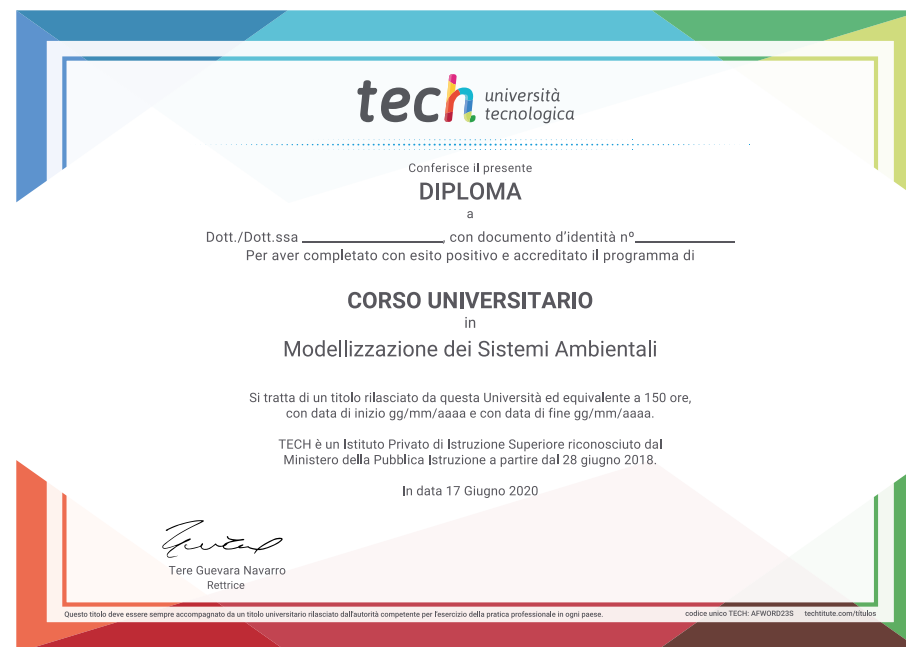 tech università
tecnologica
Conferisce il presente
DIPLOMA
a
Dott./Dott.ssa ____________________, con documento d'identità nº______________
Per aver completato con esito positivo e accreditato il programma di
CORSO UNIVERSITARIO
in
Modellizzazione dei Sistemi Ambientali
Si tratta di un titolo rilasciato da questa Università ed equivalente a 150 ore,
con data di inizio gg/mm/aaaa e con data di fine gg/mm/aaaa.
TECH è un Istituto Privato di Istruzione Superiore riconosciuto dal
Ministero della Pubblica Istruzione a partire dal 28 giugno 2018.
In data 17 Giugno 2020
Tere Guevara Navarro
Rettrice
Questo titolo deve essere sempre accompagnato da un titolo universitario rilasciato dall'autorità competente per l'esercizio della pratica professionale in ogni paese. codice unico TECH: AFWORD23S techtitute.com/títulos